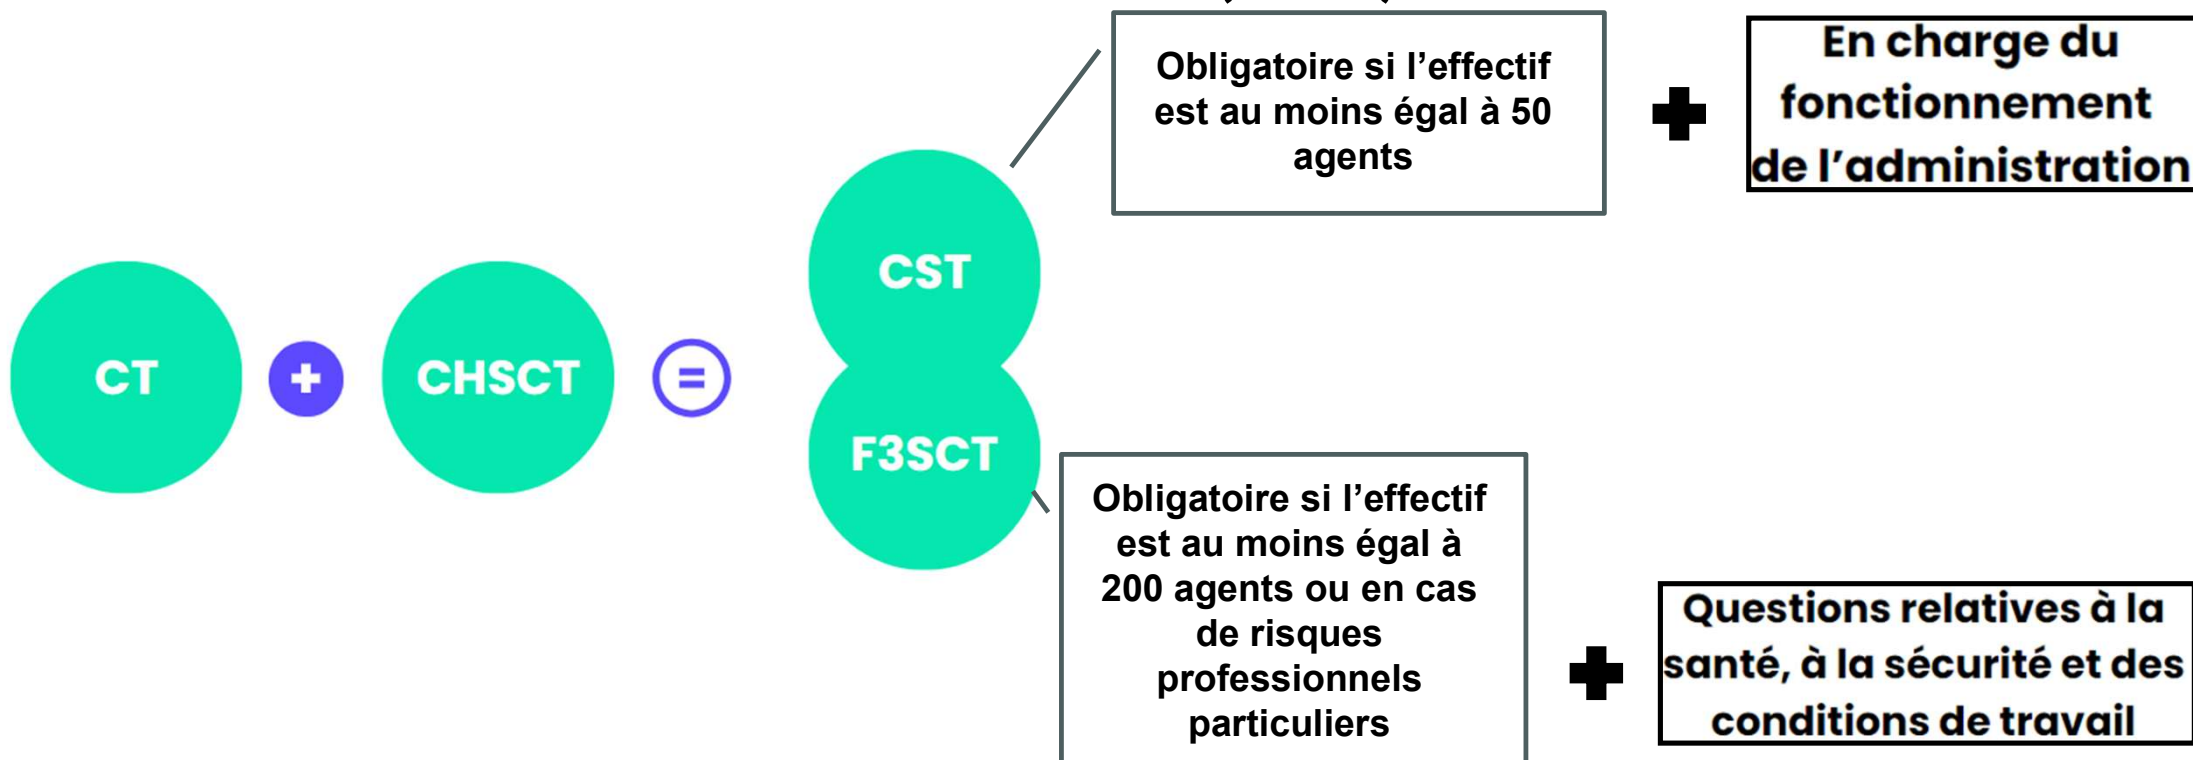 Obligatoire si l’effectif
est au moins égal à 50
agents
En charge du
fonctionnement
de l’administration
CST
CT
+
CHSCT
=
F3SCT
Obligatoire si l’effectif
est au moins égal à
200 agents ou en cas
de risques
professionnels
particuliers
Questions relatives à la
santé, à la sécurité et des
conditions de travail